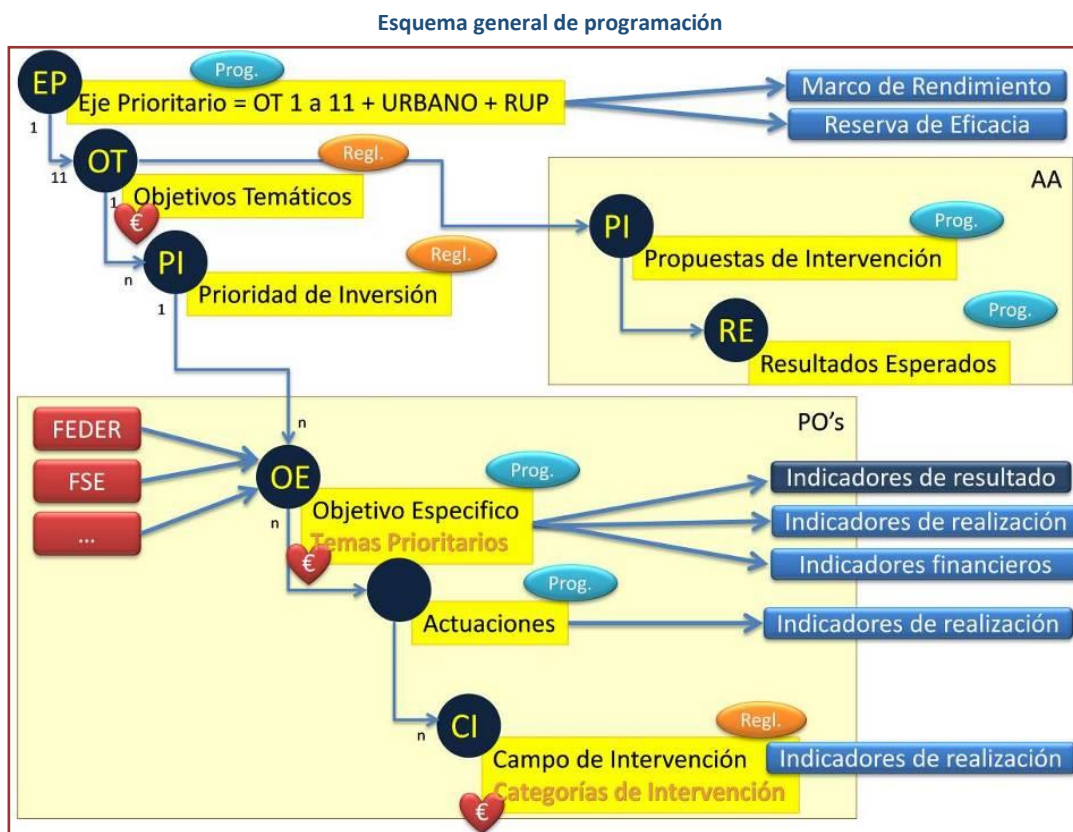 Esquema general de programación
EP
Prog.
Eje Prioritario = OT 1 a 11 + URBANO + RUP
Marco de Rendimiento
Reserva de Eficacia
1
11
OT
Regl.
1
Objetivos Temáticos
€
AA
PI
Prog.
Propuestas de Intervención
n
PI
Regl.
Prioridad de Inversión
1
Prog.
RE
Resultados Esperados
PO's
FEDER
FSE
...
n
OE
n
Prog.
Objetivo Especifico
Temas Prioritarios
€
Indicadores de resultado
Indicadores de realización
Indicadores financieros
Prog.
Actuaciones
Indicadores de realización
n
CI
Regl.
Campo de Intervención
Categorías de Intervención
€
Indicadores de realización